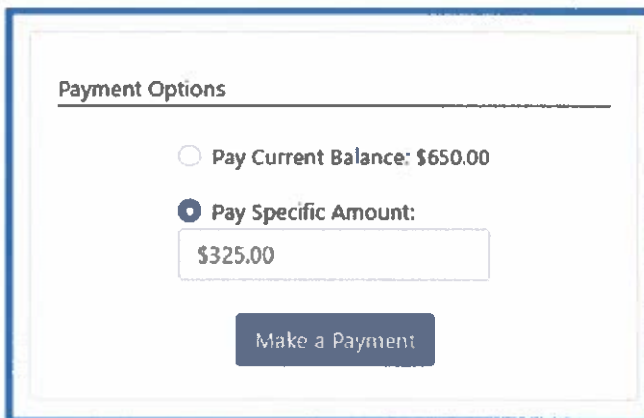 Payment Options
Pay Current Balance: $650.00
Pay Specific Amount:
$325.00
Make a Payment